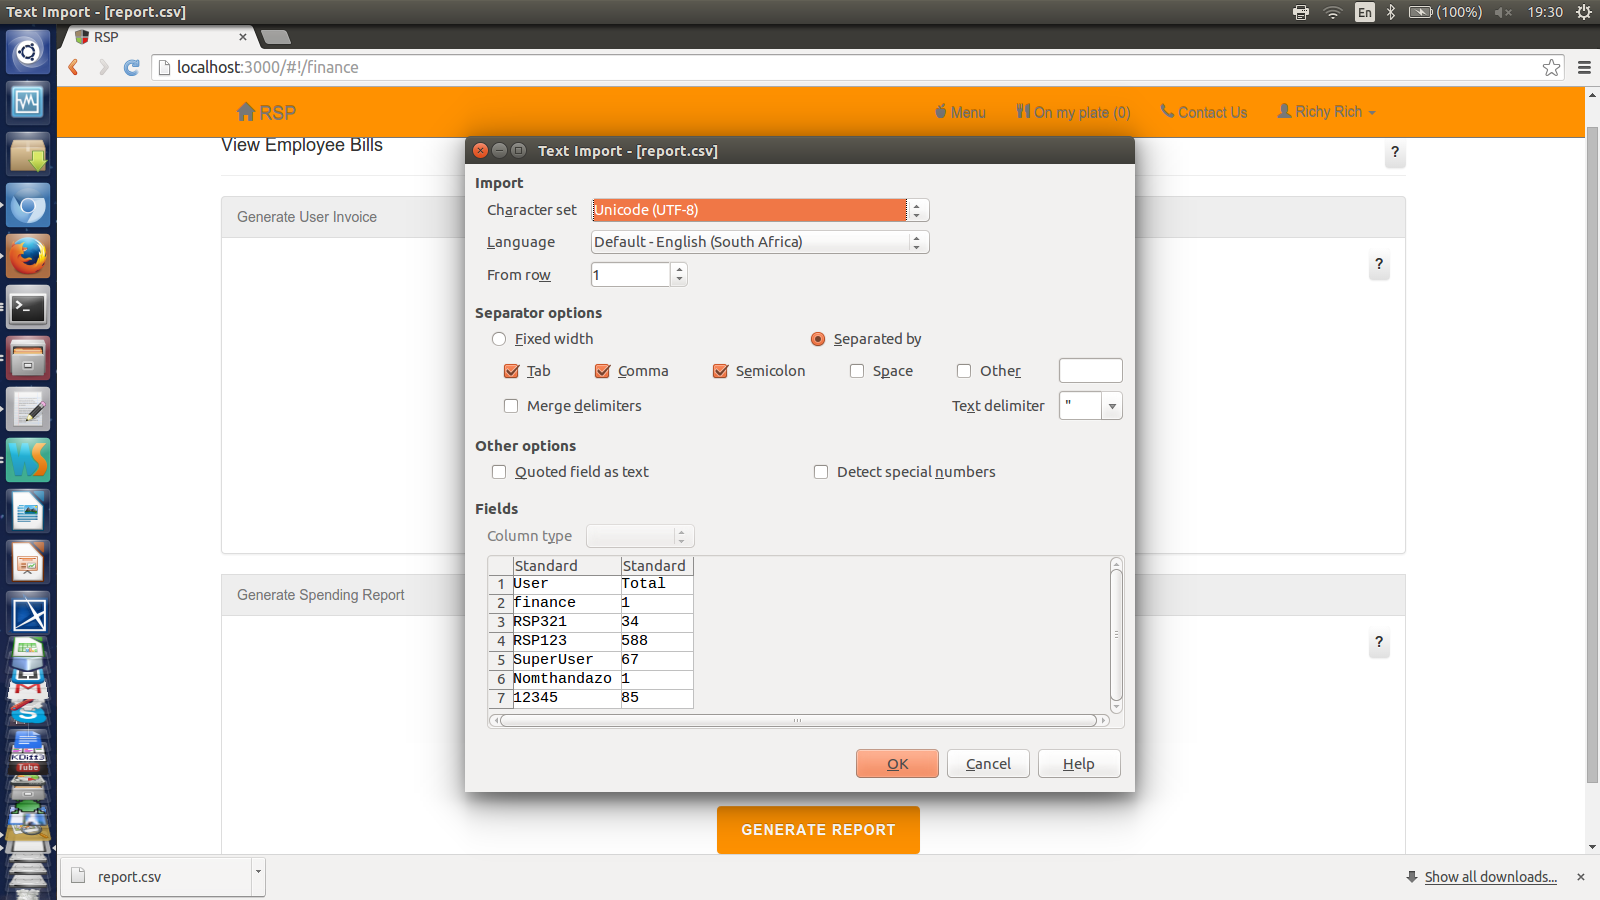 Text Import - [report.csv]
En
(100%)
19:30
RSP
localhost:3000/#!/finance
RSP
Menu
On my plate (0)
Contact Us
Richy Rich
View Employee Bills
?
Generate User Invoice
?
Generate Spending Report
?
Text Import - [report.csv]
Import
Character set Unicode (UTF-8)
Language Default - English (South Africa)
From row 1
Separator options
Fixed width Separated by
Tab Comma Semicolon Space Other
Merge delimiters Text delimiter "
Other options
Quoted field as text Detect special numbers
Fields
Column type
Standard Standard
1 User Total
2 finance 1
3 RSP321 34
4 RSP123 588
5 SuperUser 67
6 Nomthandazo 1
7 12345 85
OK Cancel Help
GENERATE REPORT
KDiff3
Tube
report.csv
Show all downloads...